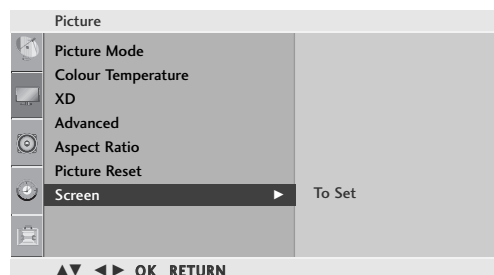 Picture
Picture Mode
Colour Temperature
XD
Advanced
Aspect Ratio
Picture Reset
Screen ► To Set
▲▼ ◄► OK RETURN